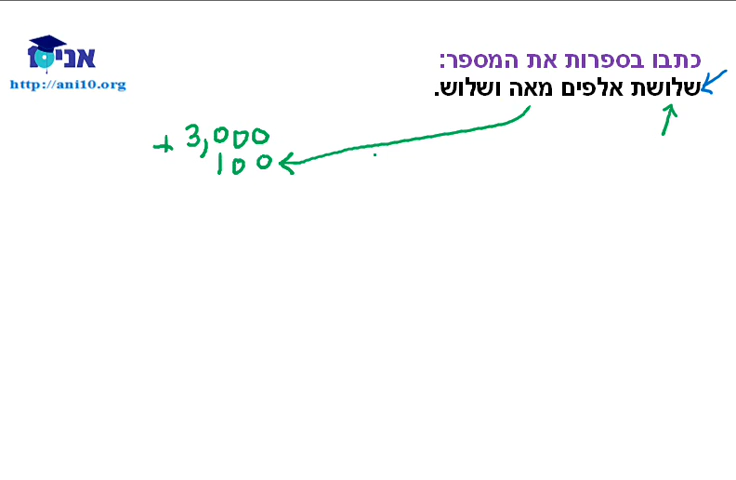 אני10
http://ani10.org
כתבו בספרות את המספר:
שלושת אלפים מאה ושלוש.
+ 3,000
100